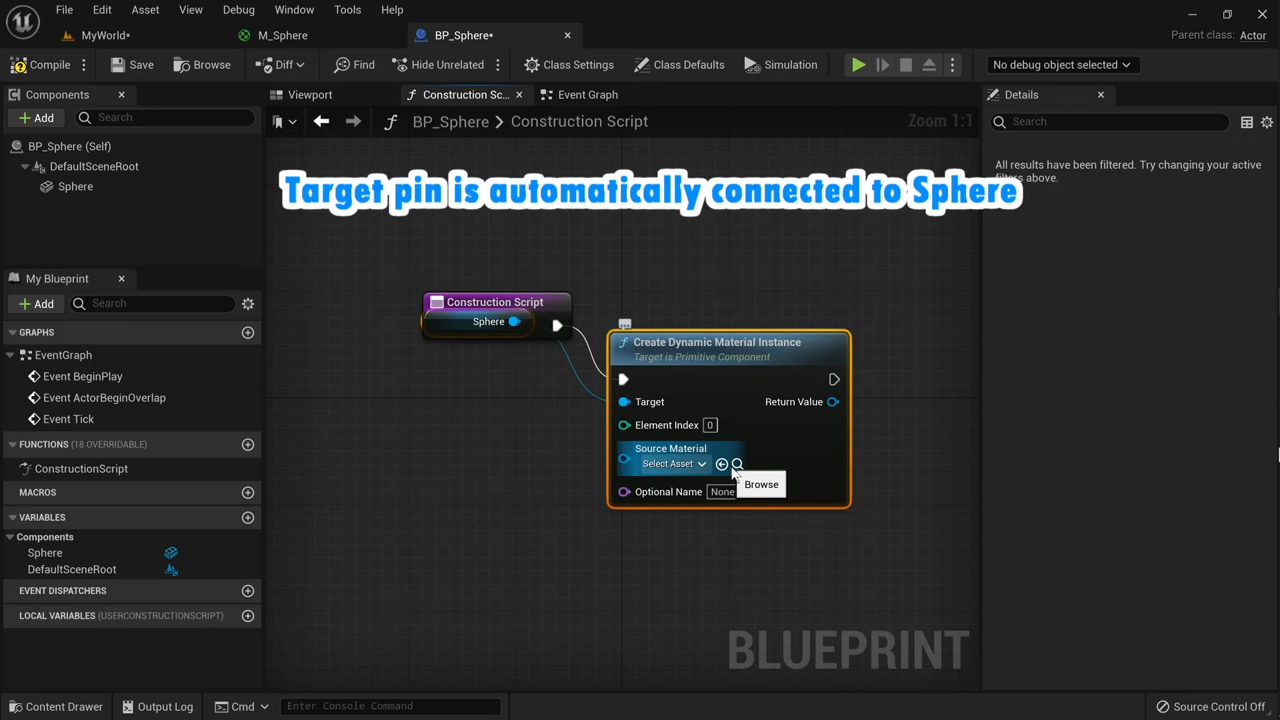 File Edit Asset View Debug Window Tools Help
MyWorld* M_Sphere BP_Sphere* Parent class: Actor
Compile Save Browse Diff Find Hide Unrelated Class Settings Class Defaults Simulation No debug object selected
Components Viewport Construction Sc... Event Graph Details
Add Search BP_Sphere Construction Script Zoom 1:1 Search
BP_Sphere (Self)
DefaultSceneRoot
Sphere
All results have been filtered. Try changing your active
filters above.
Target pin is automatically connected to Sphere
My Blueprint
Add Search
GRAPHS
EventGraph
Event BeginPlay
Event ActorBeginOverlap
Event Tick
FUNCTIONS (18 OVERRIDABLE)
ConstructionScript
MACROS
VARIABLES
Components
Sphere
DefaultSceneRoot
EVENT DISPATCHERS
LOCAL VARIABLES (USERCONSTRUCTIONSCRIPT)
Construction Script
Sphere
Create Dynamic Material Instance
Target is Primitive Component
Target Return Value
Element Index 0
Source Material
Select Asset
Browse
Optional Name None
BLUEPRINT
Content Drawer Output Log Cmd Enter Console Command Source Control Off